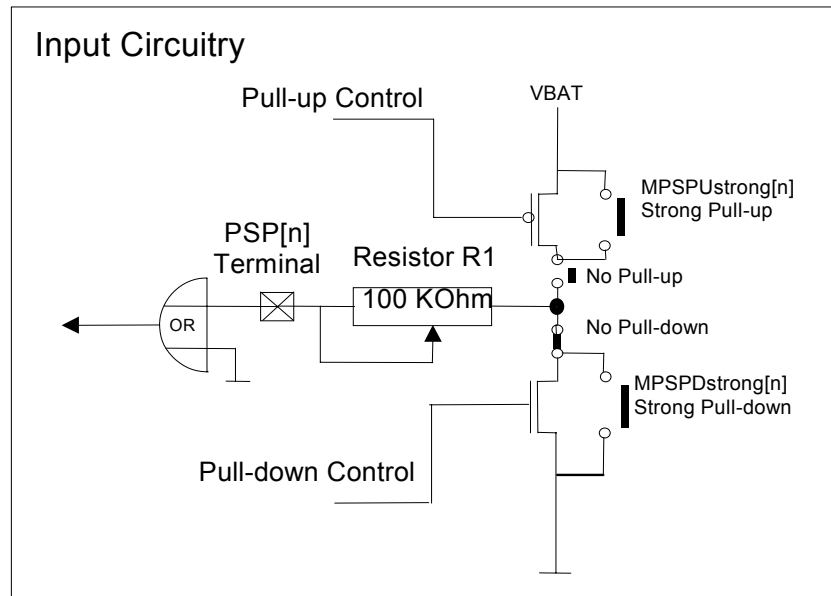 Input Circuitry
Pull-up Control
VBAT
MPSPUstrong[n]
Strong Pull-up
PSP[n]
Terminal
Resistor R1
100 KOhm
No Pull-up
OR
No Pull-down
MPSPDstrong[n]
Strong Pull-down
Pull-down Control